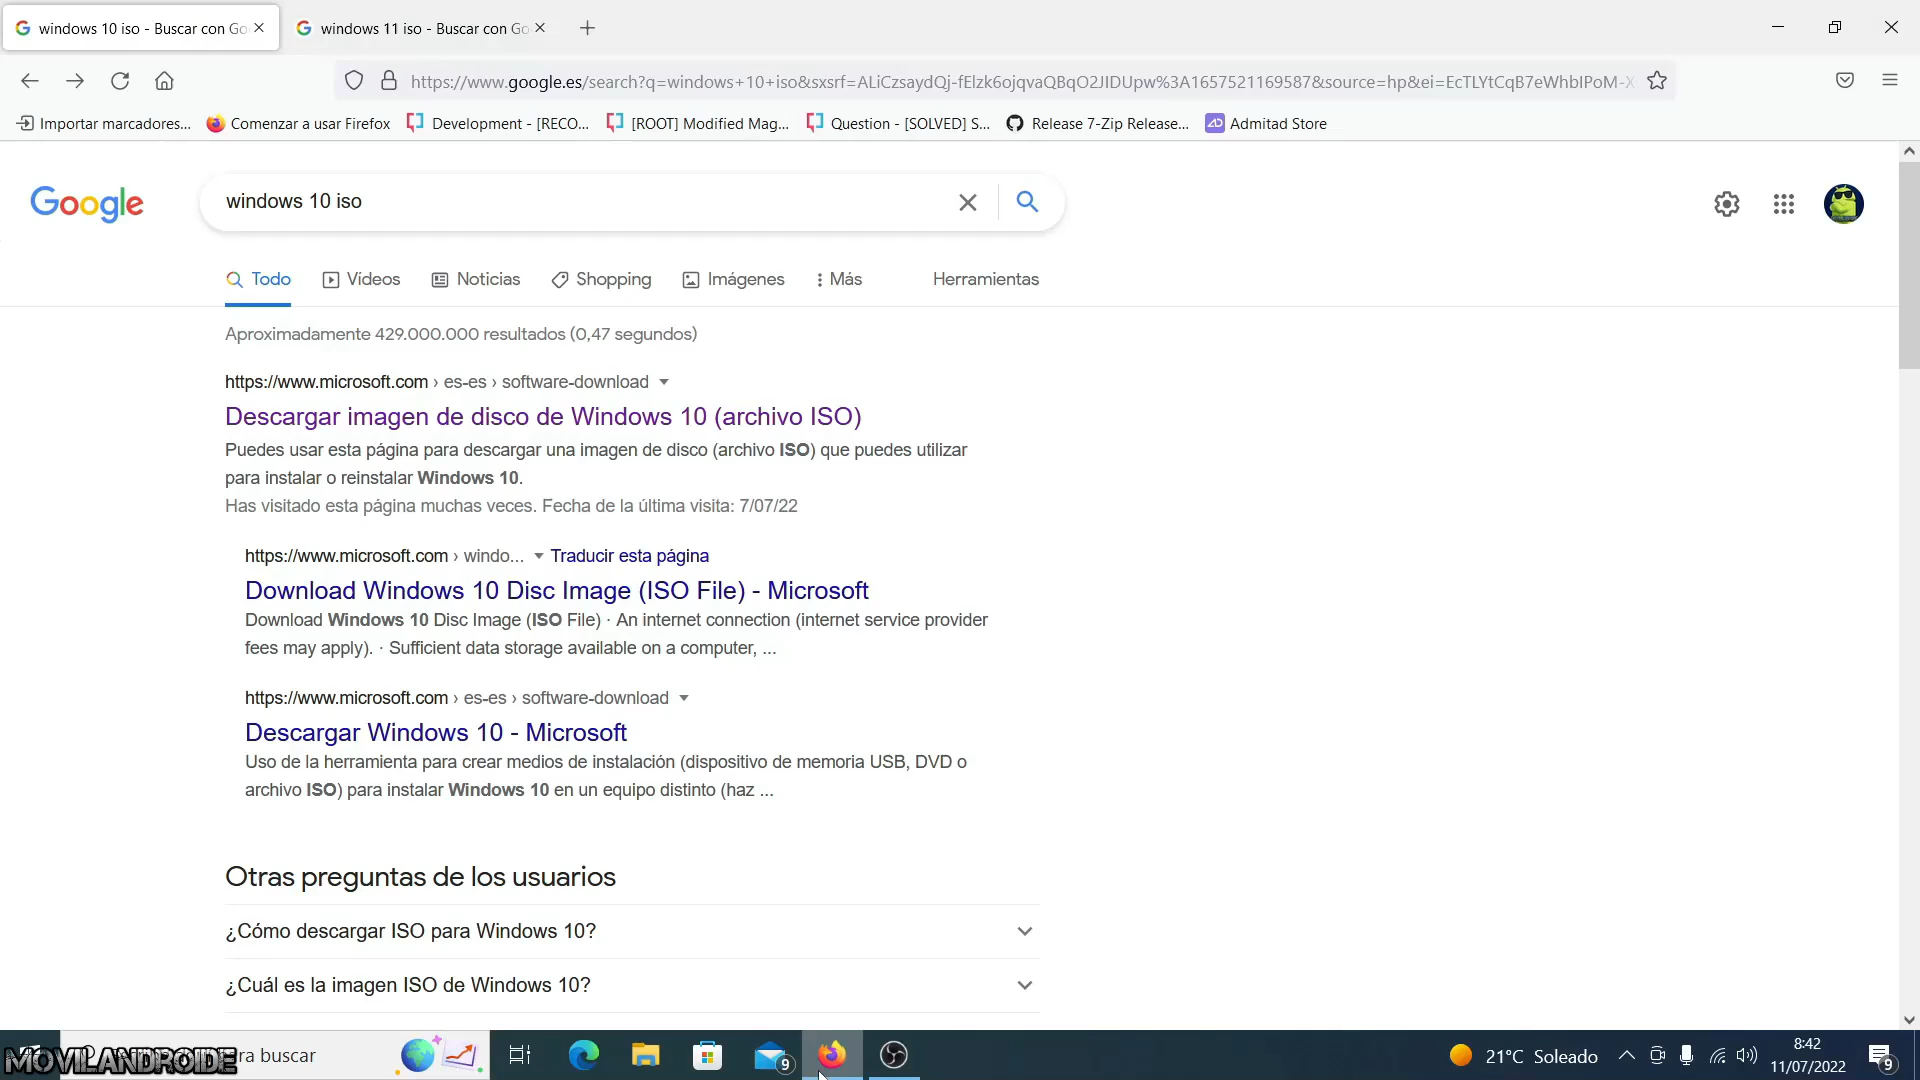 windows 10 iso - Buscar con Go
windows 11 iso - Buscar con Go
https://www.google.es/search?q=windows+10+iso&sxsrf=ALiCzsaydQj-fElzk6ojqvaQBqO2JIDUpw%3A1657521169587&source=hp&ei=EcTLYtCqB7eWhbIPoM-X
Importar marcadores...
Comenzar a usar Firefox
Development - [RECO...
[ROOT] Modified Mag...
Question - [SOLVED] S...
Release 7-Zip Release...
Admitad Store
Google
windows 10 iso
Todo
Vídeos
Noticias
Shopping
Imágenes
Más
Herramientas
Aproximadamente 429.000.000 resultados (0,47 segundos)
https://www.microsoft.com › es-es › software-download
Descargar imagen de disco de Windows 10 (archivo ISO)
Puedes usar esta página para descargar una imagen de disco (archivo ISO) que puedes utilizar
para instalar o reinstalar Windows 10.
Has visitado esta página muchas veces. Fecha de la última visita: 7/07/22
https://www.microsoft.com › windo... Traducir esta página
Download Windows 10 Disc Image (ISO File) - Microsoft
Download Windows 10 Disc Image (ISO File) · An internet connection (internet service provider
fees may apply). · Sufficient data storage available on a computer, ...
https://www.microsoft.com › es-es › software-download
Descargar Windows 10 - Microsoft
Uso de la herramienta para crear medios de instalación (dispositivo de memoria USB, DVD o
archivo ISO) para instalar Windows 10 en un equipo distinto (haz ...
Otras preguntas de los usuarios
¿Cómo descargar ISO para Windows 10?
¿Cuál es la imagen ISO de Windows 10?
MOVILANDROIDE
para buscar
9
21°C Soleado
8:42
11/07/2022
9